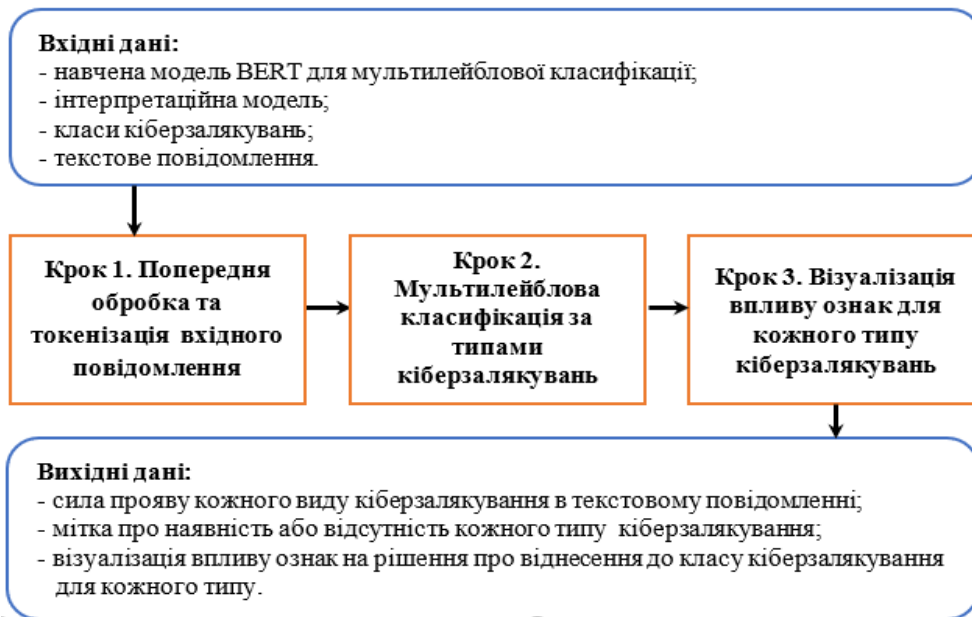 Вхідні дані:
- навчена модель BERT для мультилейблової класифікації;
- інтерпретаційна модель;
- класи кіберзалякувань;
- текстове повідомлення.
Крок 1. Попередня
обробка та
токенізація вхідного
повідомлення
Крок 2.
Мультилейблова
класифікація за
типами
кіберзалякувань
Крок 3. Візуалізація
впливу ознак для
кожного типу
кіберзалякувань
Вихідні дані:
- сила прояву кожного виду кіберзалякування в текстовому повідомленні;
- мітка про наявність або відсутність кожного типу кіберзалякування;
- візуалізація впливу ознак на рішення про віднесення до класу кіберзалякування
для кожного типу.